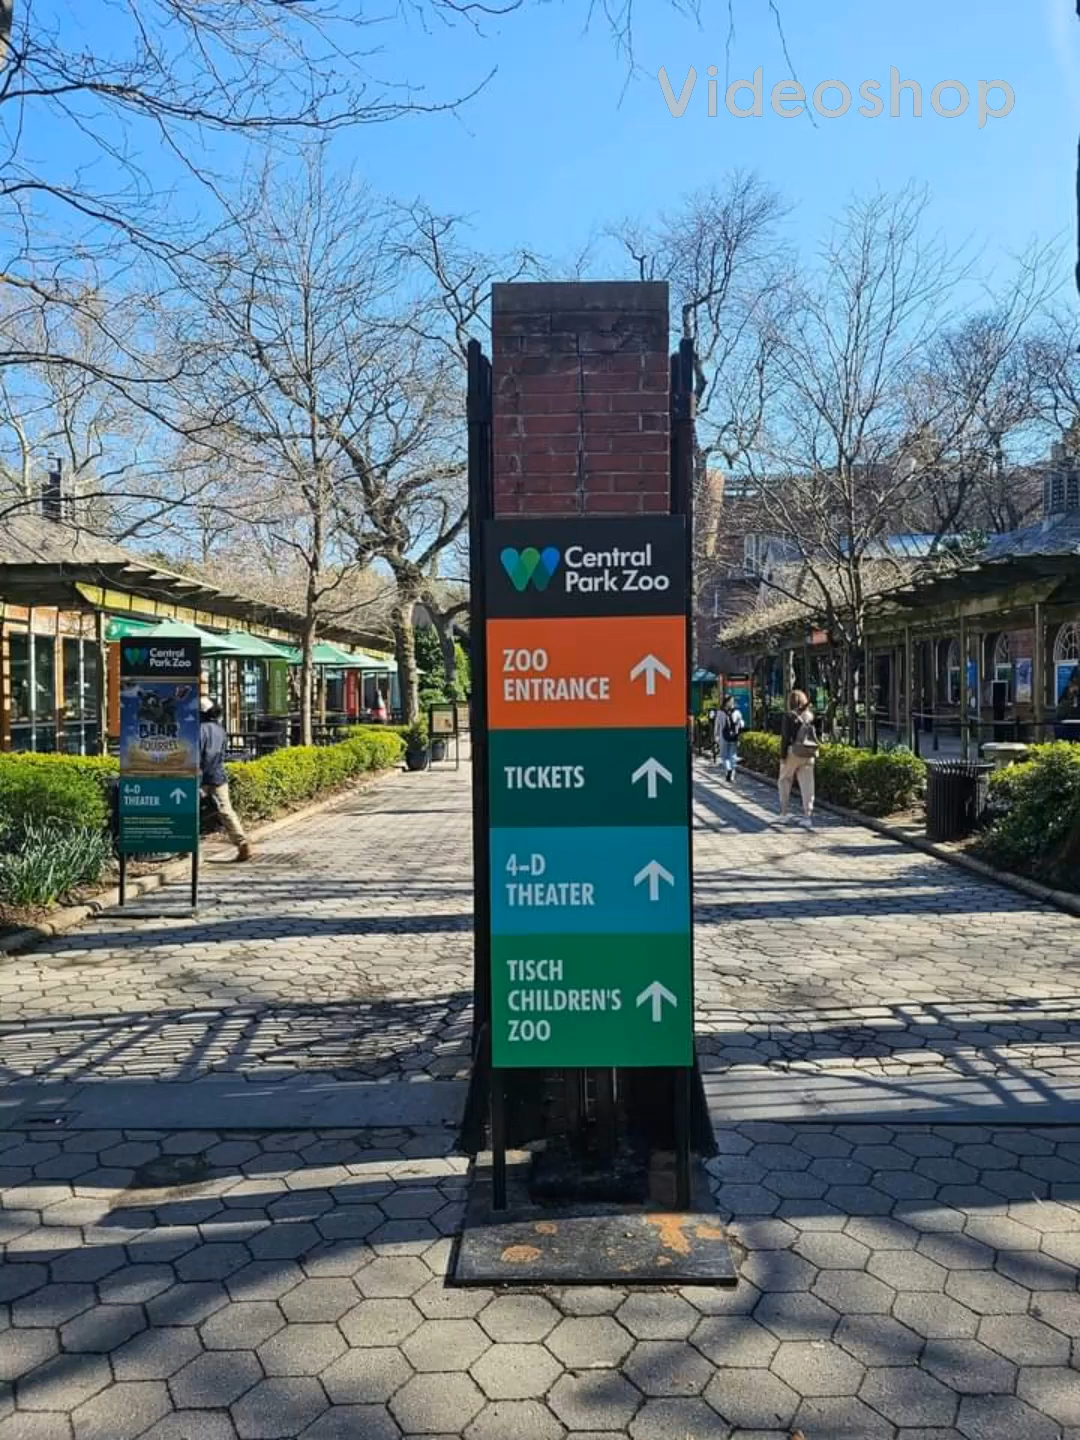 Videoshop
Central
Park Zoo
ZOO
ENTRANCE
TICKETS
4-D
THEATER
TISCH
CHILDREN'S
ZOO
Central
Park Zoo
BEAR
SQUIRREL
4-D
THEATER